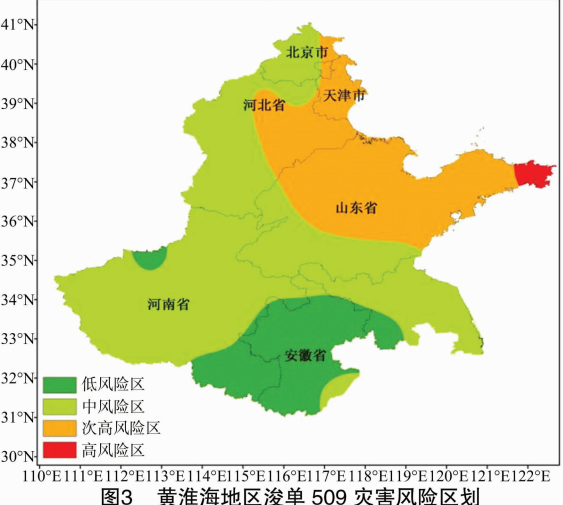 41°N
40°N
39°N
38°N
37°N
36°N
35°N
34°N
33°N
32°N
31°N
30°N
北京市
天津市
河北省
山东省
河南省
安徽省
低风险区
中风险区
次高风险区
高风险区
110°E 111°E 112°E 113°E 114°E 115°E 116°E 117°E 118°E 119°E 120°E 121°E 122°E
图3 黄淮海地区浚单 509 灾害风险区划